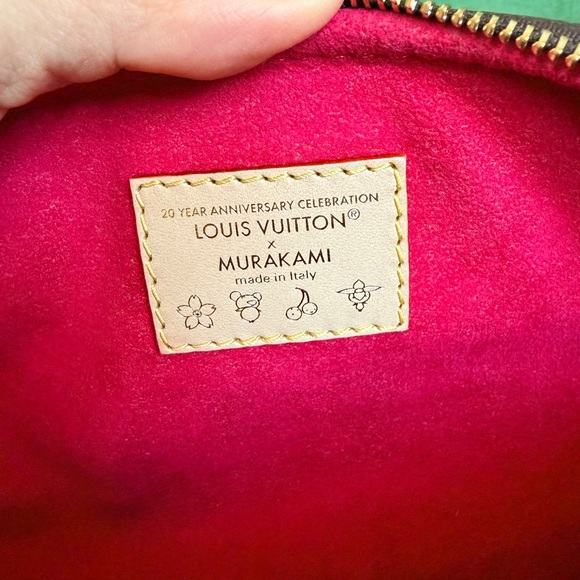 20 YEAR ANNIVERSARY CELEBRATION
LOUIS VUITTON®
x
MURAKAMI
made in Italy